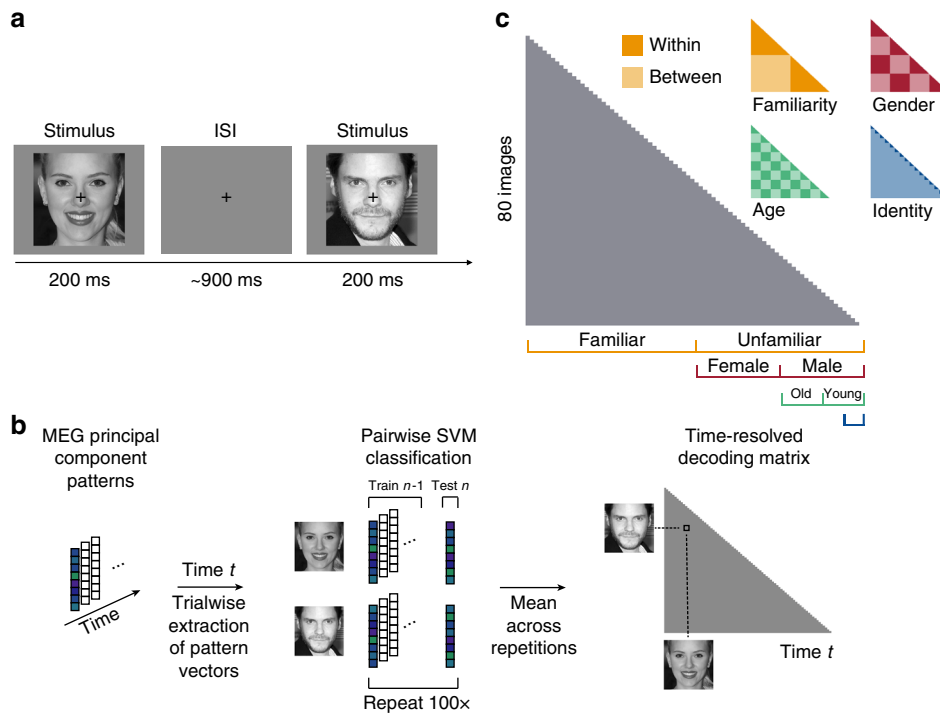 a
Stimulus
ISI
Stimulus
+
+
+
200 ms
~900 ms
200 ms
c
Within
Between
Familiarity
Gender
Age
Identity
80 images
Familiar
Unfamiliar
Female
Male
Old
Young
b
MEG principal
component
patterns
...
Time
Time t
Trialwise
extraction
of pattern
vectors
Pairwise SVM
classification
Train n-1
Test n
...
...
Repeat 100×
Mean
across
repetitions
Time-resolved
decoding matrix
Time t